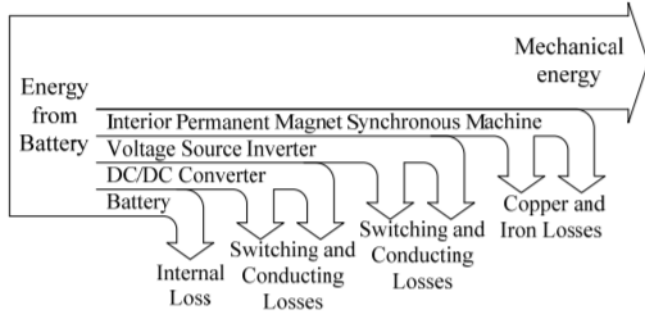 Mechanical
energy
Energy
from
Battery
Interior Permanent Magnet Synchronous Machine
Voltage Source Inverter
DC/DC Converter
Battery
Internal
Loss
Switching and
Conducting
Losses
Switching and
Conducting
Losses
Copper and
Iron Losses